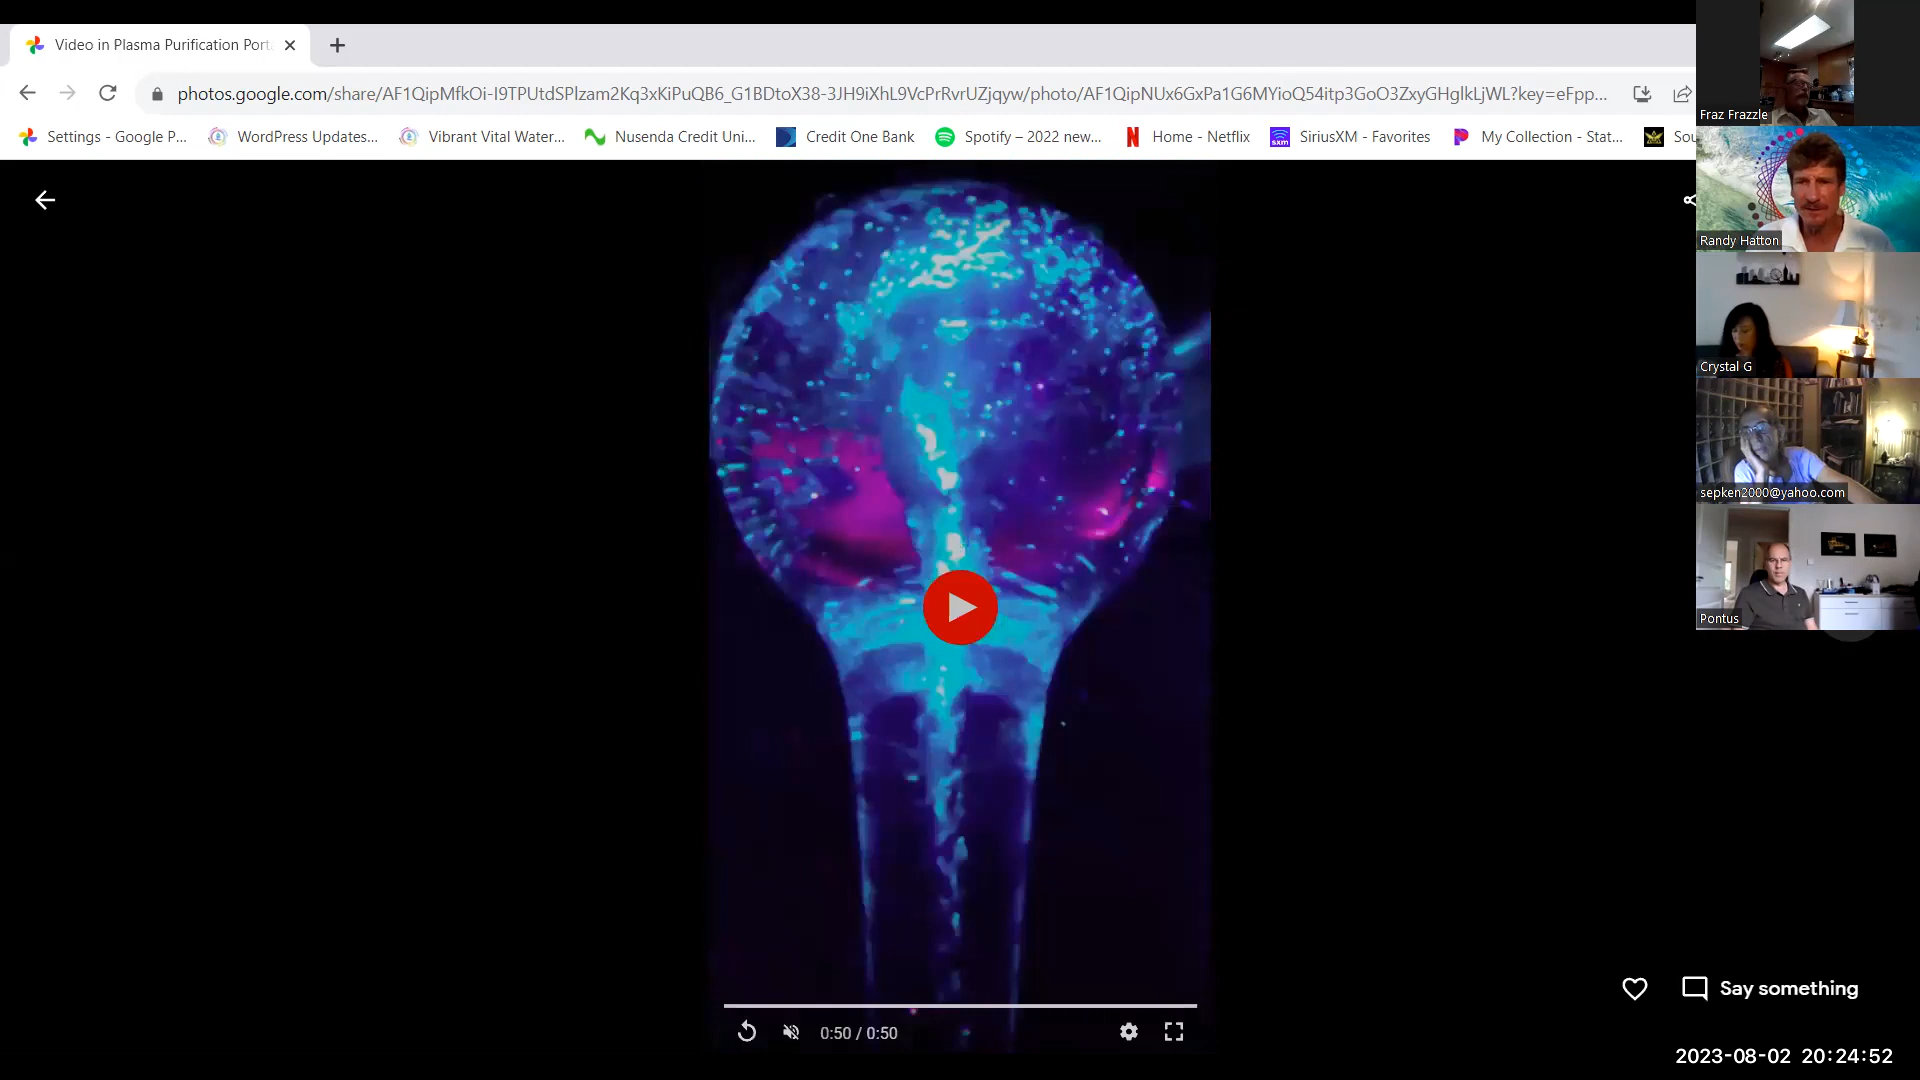 Video in Plasma Purification Port
photos.google.com/share/AF1QipMfkOi-I9TPUtdSPlzam2Kq3xKiPuQB6_G1BDtoX38-3JH9iXhL9VcPrRvrUZjqyw/photo/AF1QipNUx6GxPa1G6MYioQ54itp3GoO3ZxyGHglkLjWL?key=eFpp...
Settings - Google P... WordPress Updates... Vibrant Vital Water... Nusenda Credit Uni... Credit One Bank Spotify – 2022 new... Home - Netflix SiriusXM - Favorites My Collection - Stat... Sou
Fraz Frazzle
Randy Hatton
Crystal G
sepken2000@yahoo.com
Pontus
Say something
0:50 / 0:50
2023-08-02 20:24:52